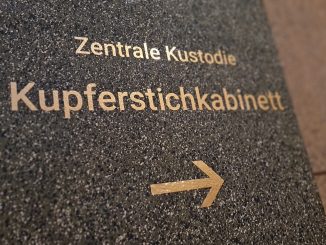 Zentrale Kustodie
Kupferstichkabinett